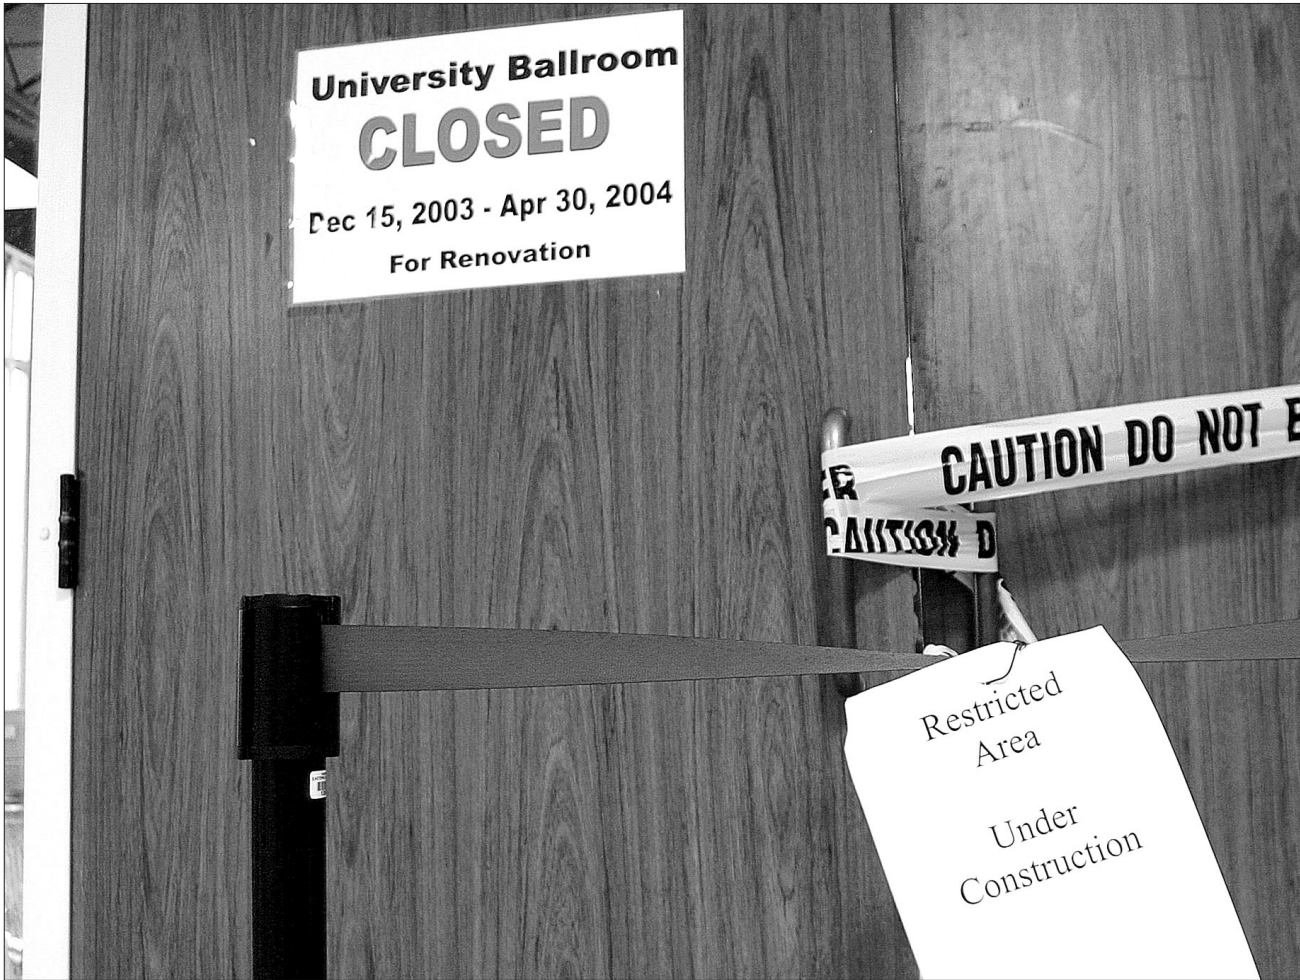 University Ballroom
CLOSED
Dec 15, 2003 - Apr 30, 2004
For Renovation
CAUTION DO NOT E
ER
CAUTION D
Restricted
Area
Under
Construction